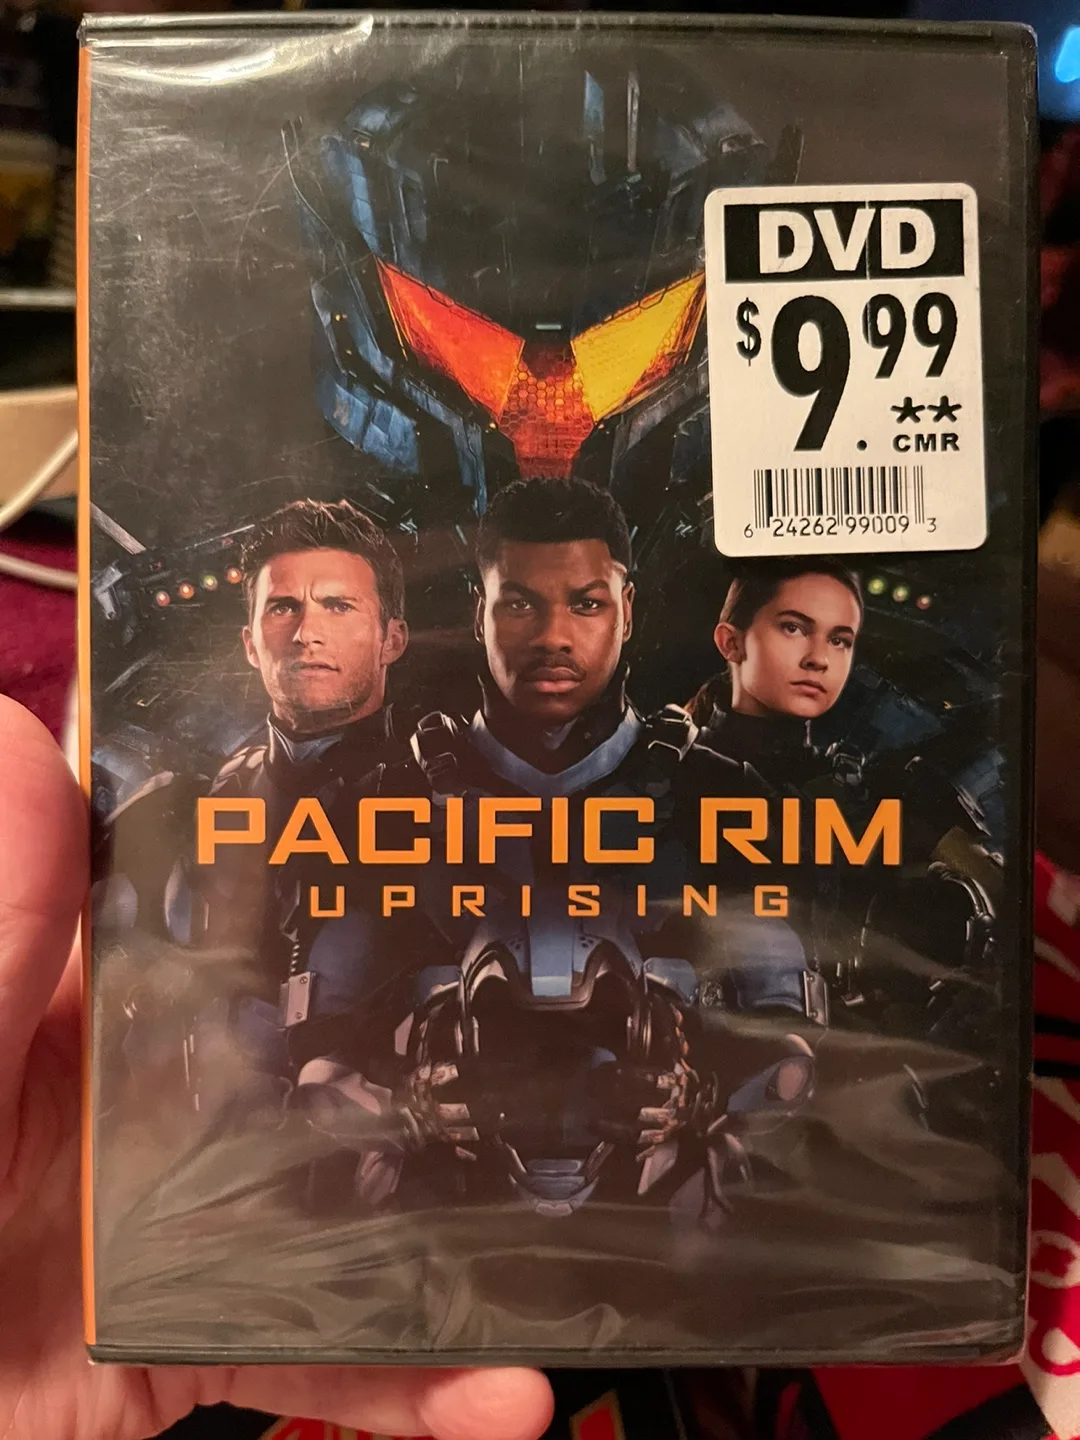 DVD
$9.99
**
CMR
6 24262 99009 3
PACIFIC RIM
UPRISING